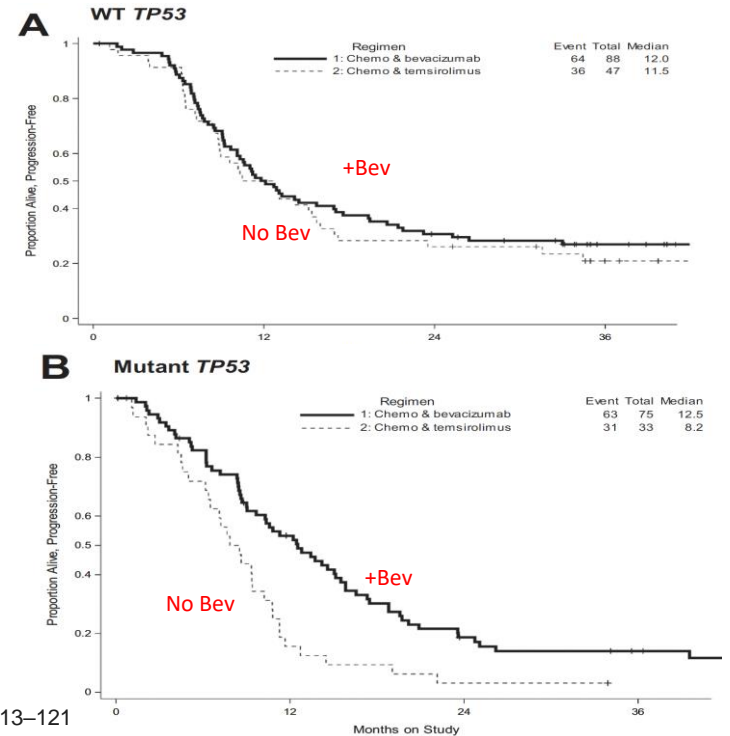 A
WT TP53
Regimen Event Total Median
1: Chemo & bevacizumab 64 88 12.0
2: Chemo & temsirolimus 36 47 11.5
Proportion Alive, Progression-Free
1
0.8
0.6
0.5
0.4
0.2
0
+Bev
No Bev
0 12 24 36
B
Mutant TP53
Regimen Event Total Median
1: Chemo & bevacizumab 63 75 12.5
2: Chemo & temsirolimus 31 33 8.2
Proportion Alive, Progression-Free
1
0.8
0.6
0.5
0.4
0.2
0
+Bev
No Bev
0 12 24 36
13–121
Months on Study